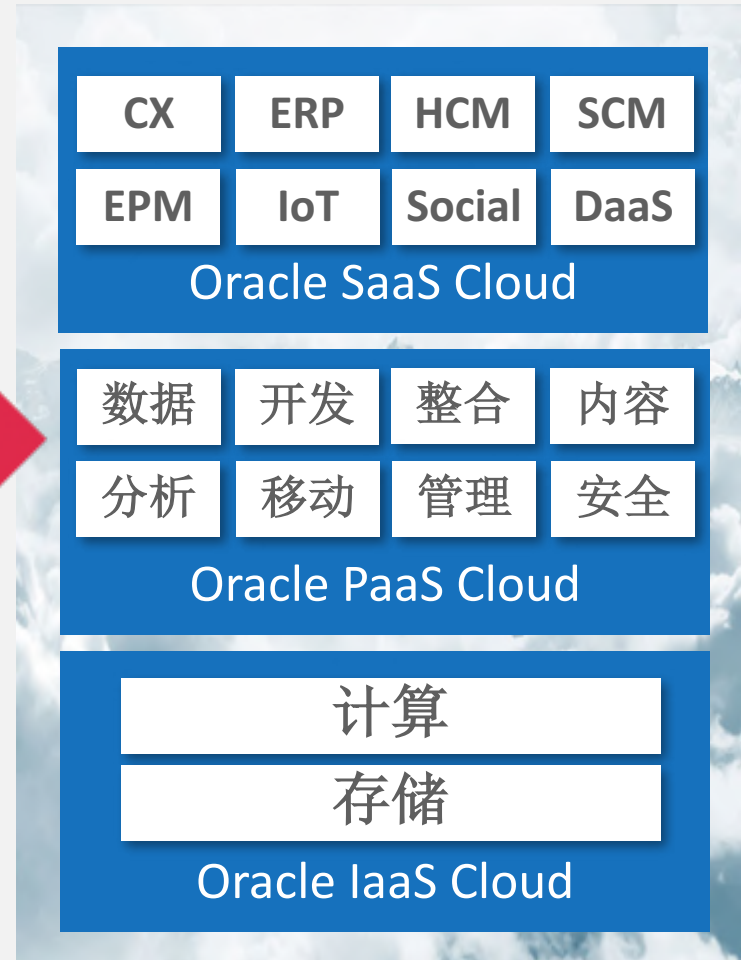 CX ERP HCM SCM
EPM IoT Social DaaS
Oracle SaaS Cloud
数据 开发 整合 内容
分析 移动 管理 安全
Oracle PaaS Cloud
计算
存储
Oracle IaaS Cloud